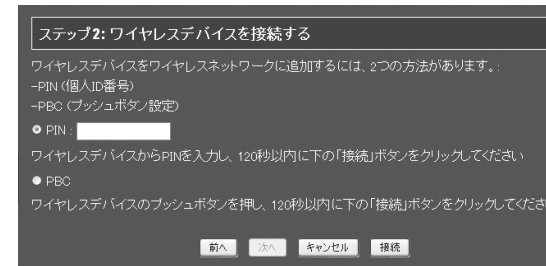 ステップ2: ワイヤレスデバイスを接続する
ワイヤレスデバイスをワイヤレスネットワークに追加するには、2つの方法があります。:
-PIN (個人ID番号)
-PBC (プッシュボタン設定)
PIN :
ワイヤレスデバイスからPINを入力し、120秒以内に下の「接続」ボタンをクリックしてください
PBC
ワイヤレスデバイスのプッシュボタンを押し、120秒以内に下の「接続」ボタンをクリックしてくださ
前へ 次へ キャンセル 接続